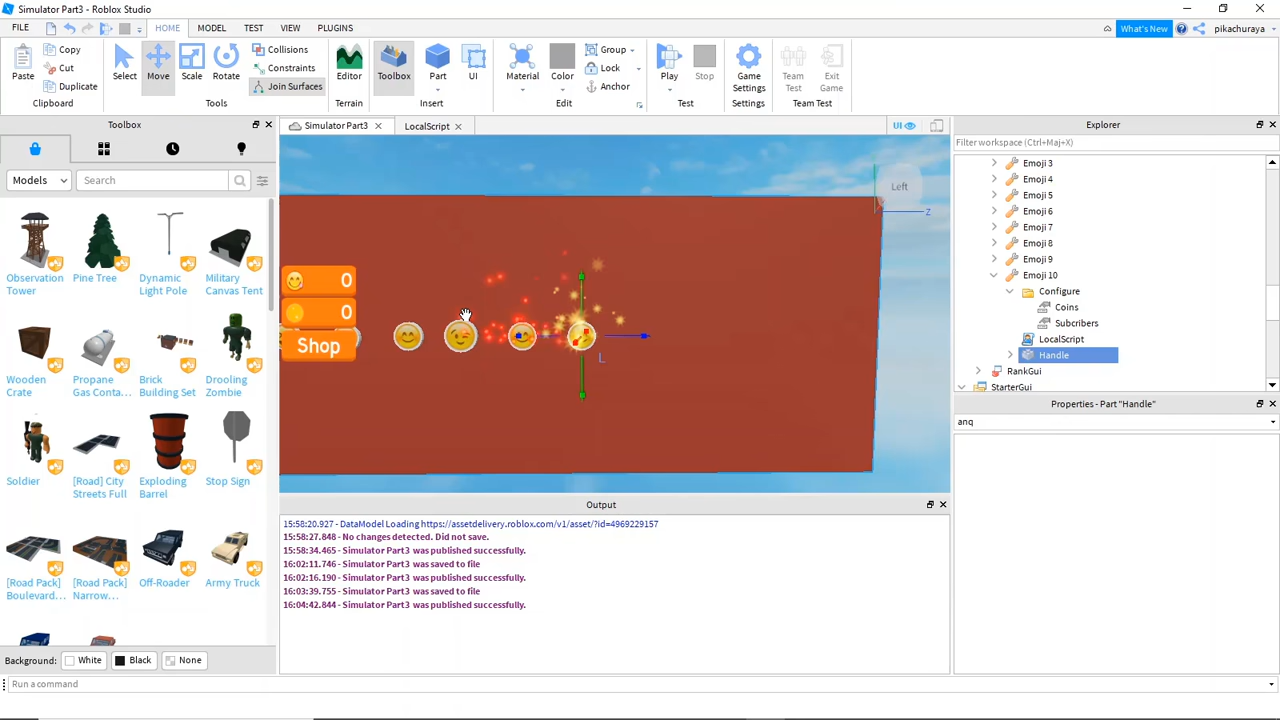 Simulator Part3 - Roblox Studio
FILE HOME MODEL TEST VIEW PLUGINS
What's New pikachuraya
Paste Copy Cut Duplicate Clipboard
Select Move Scale Rotate Collisions Constraints Join Surfaces Tools
Editor Terrain
Toolbox Part UI Insert
Material Color Group Lock Anchor Edit
Play Stop Test
Game Settings Settings
Team Test Exit Game Team Test
Toolbox
Models Search
Observation Tower
Pine Tree
Dynamic Light Pole
Military Canvas Tent
Wooden Crate
Propane Gas Conta...
Brick Building Set
Drooling Zombie
Soldier
[Road] City Streets Full
Exploding Barrel
Stop Sign
[Road Pack] Boulevard...
[Road Pack] Narrow...
Off-Roader
Army Truck
Background: White Black None
Run a command
Simulator Part3 LocalScript UI
Left
Z
0
0
Shop
L
Output
15:58:20.927 - DataModel Loading https://assetdelivery.roblox.com/v1/asset/?id=4969229157
15:58:27.848 - No changes detected. Did not save.
15:58:34.465 - Simulator Part3 was published successfully.
16:02:11.746 - Simulator Part3 was saved to file
16:02:16.190 - Simulator Part3 was published successfully.
16:03:39.755 - Simulator Part3 was saved to file
16:04:42.844 - Simulator Part3 was published successfully.
Explorer
Filter workspace (Ctrl+Maj+X)
Emoji 3
Emoji 4
Emoji 5
Emoji 6
Emoji 7
Emoji 8
Emoji 9
Emoji 10
Configure
Coins
Subcribers
LocalScript
Handle
RankGui
StarterGui
Properties - Part "Handle"
anq